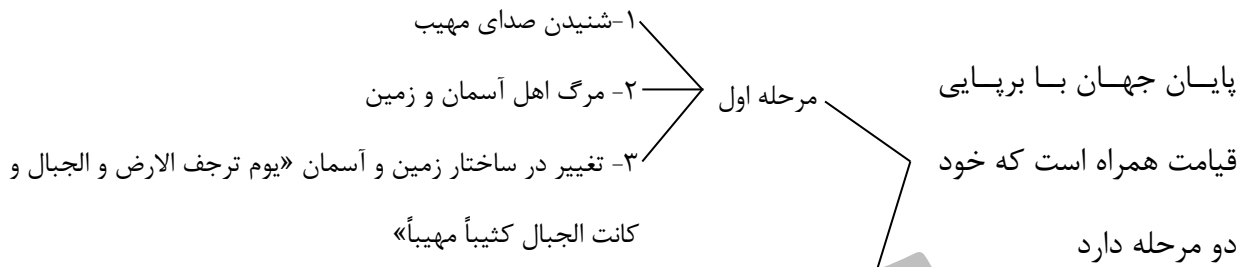 پایان جهان با برپایی
قیامت همراه است که خود
دو مرحله دارد
مرحله اول
۱-شنیدن صدای مهیب
۲- مرگ اهل آسمان و زمین
۳- تغییر در ساختار زمین و آسمان «یوم ترجف الارض و الجبال و
کانت الجبال کثیباً مهیباً»